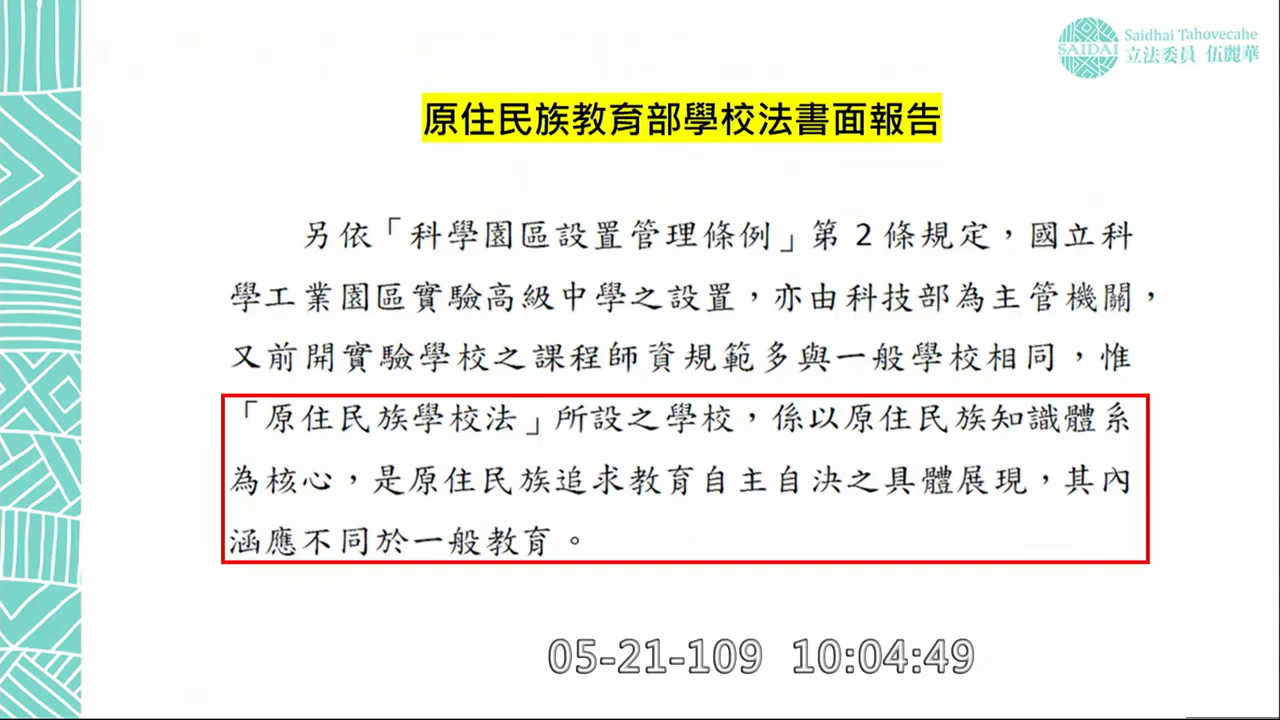 Saidhai Tahovecahe
SAIDAI
立法委員 伍麗華
原住民族教育部學校法書面報告
另依「科學園區設置管理條例」第 2 條規定，國立科
學工業園區實驗高級中學之設置，亦由科技部為主管機關，
又前開實驗學校之課程師資規範多與一般學校相同，惟
「原住民族學校法」所設之學校，係以原住民族知識體系
為核心，是原住民族追求教育自主自決之具體展現，其內
涵應不同於一般教育。
05-21-109 10:04:49